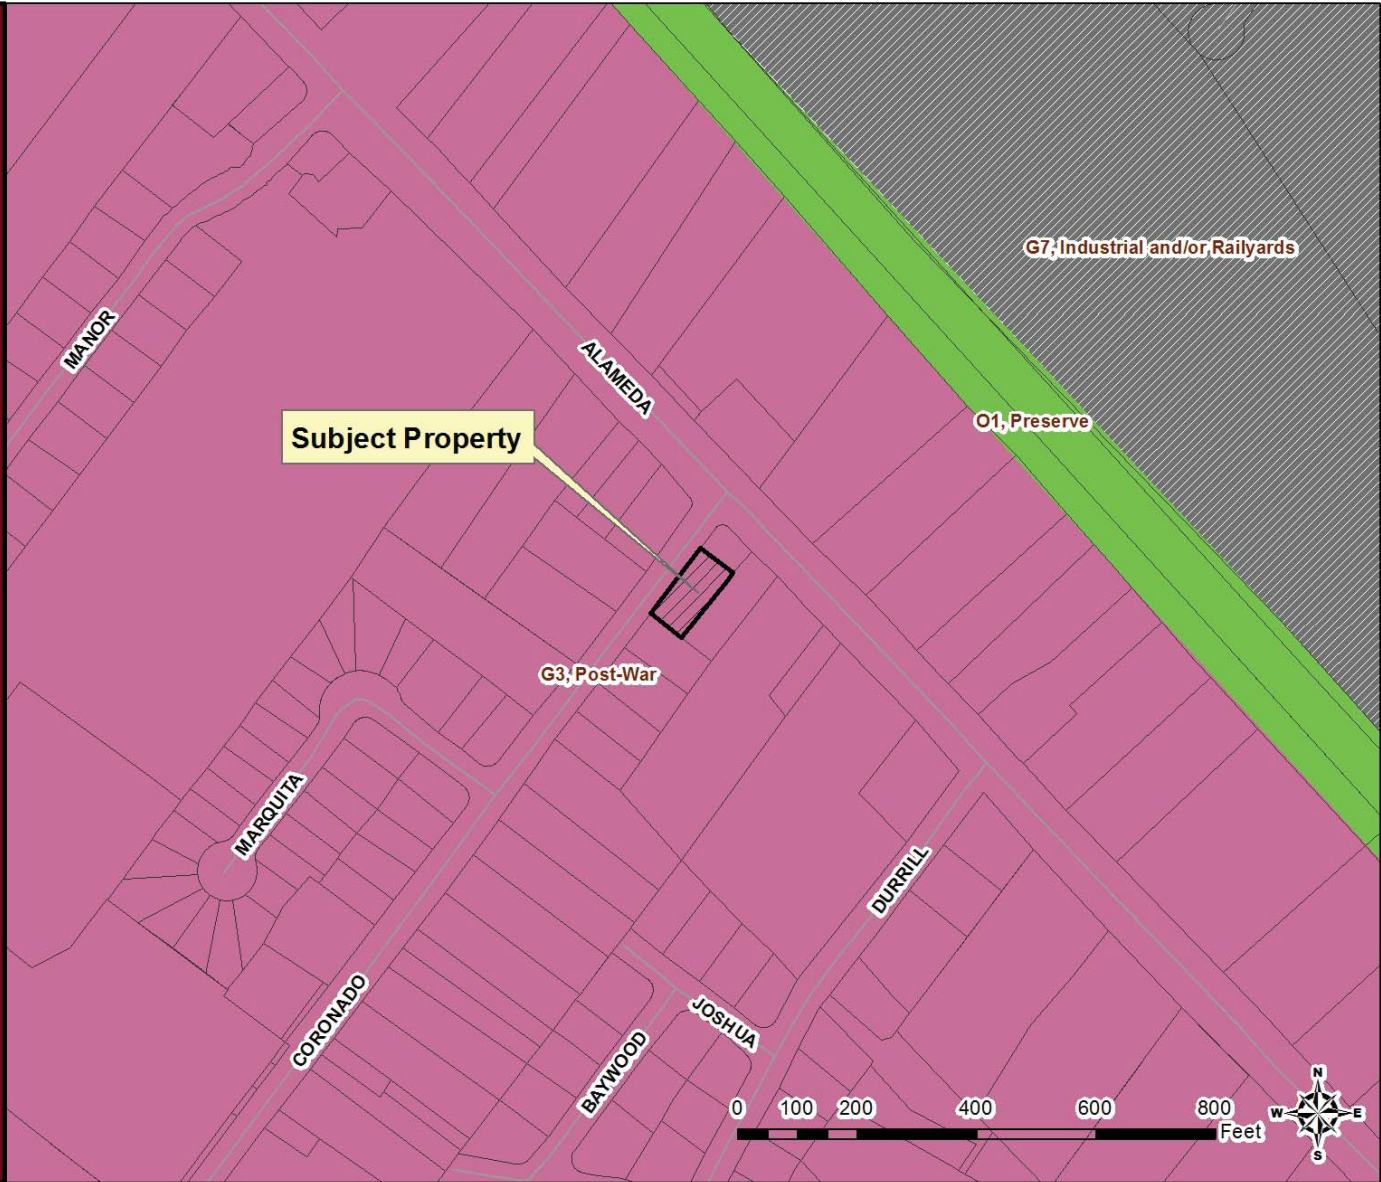 G7, Industrial and/or Railyards
MANOR
ALAMEDA
O1, Preserve
Subject Property
G3, Post-War
MARQUITA
DURRILL
CORONADO
JOSHUA
BAYWOOD
0 100 200 400 600 800
Feet
N
W E
S